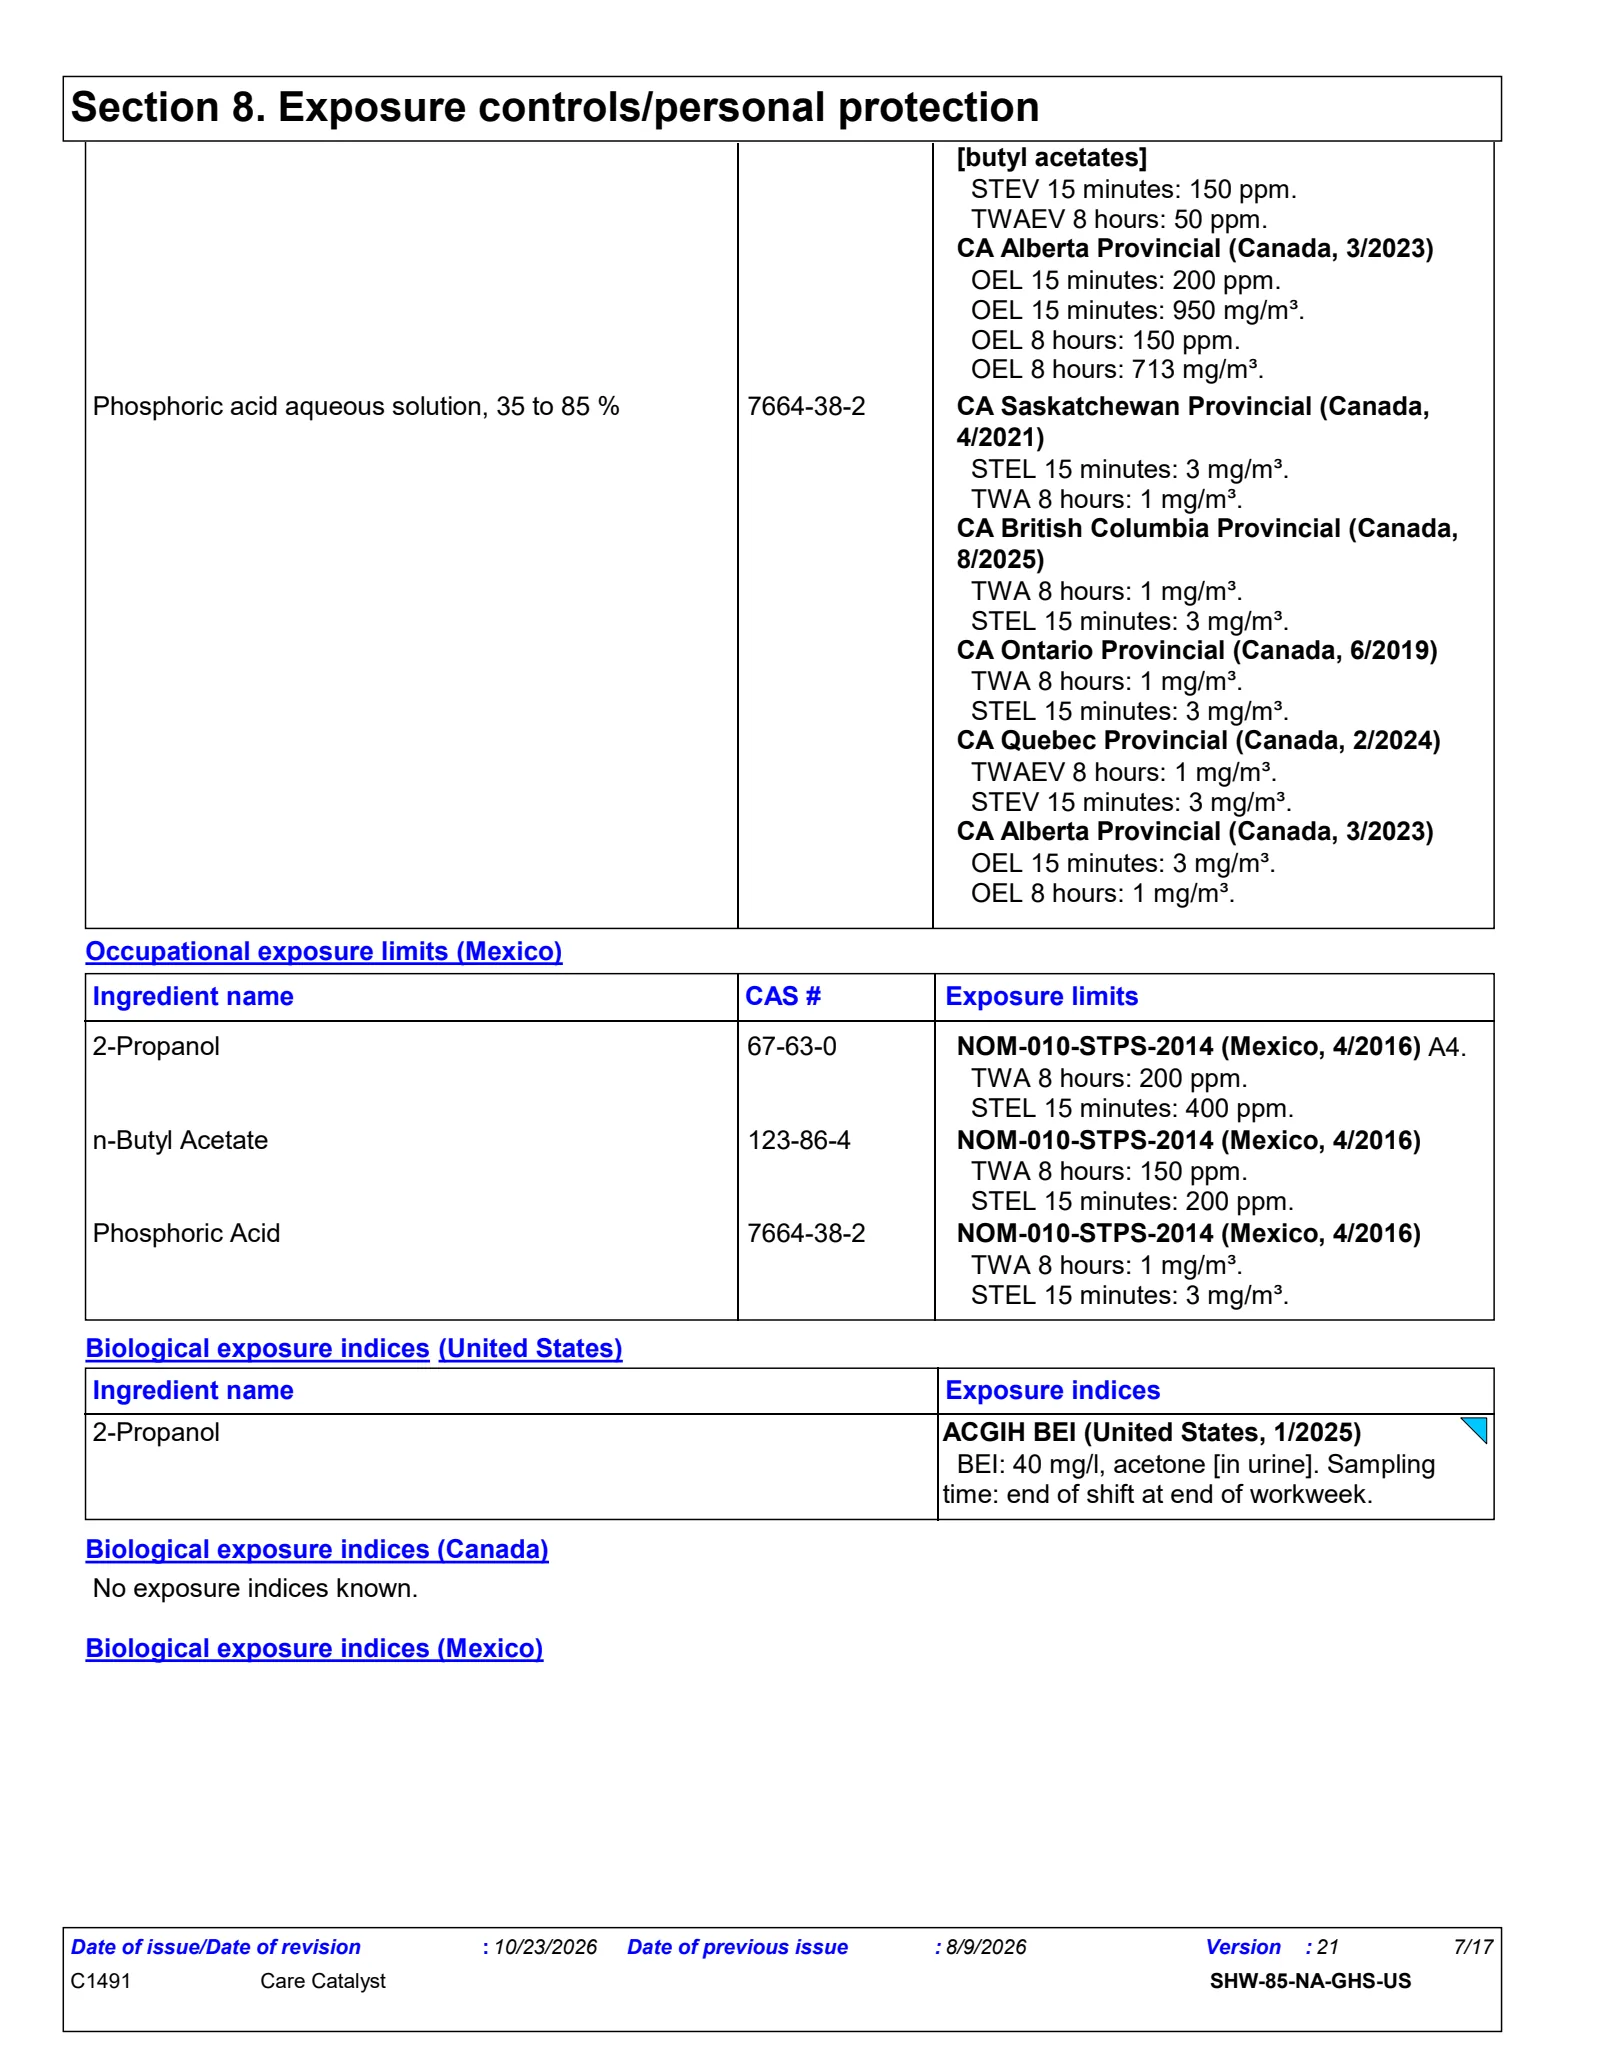 Section 8. Exposure controls/personal protection
[butyl acetates]
STEV 15 minutes: 150 ppm.
TWAEV 8 hours: 50 ppm.
CA Alberta Provincial (Canada, 3/2023)
OEL 15 minutes: 200 ppm.
OEL 15 minutes: 950 mg/m³.
OEL 8 hours: 150 ppm.
OEL 8 hours: 713 mg/m³.
Phosphoric acid aqueous solution, 35 to 85 % 7664-38-2 CA Saskatchewan Provincial (Canada,
4/2021)
STEL 15 minutes: 3 mg/m³.
TWA 8 hours: 1 mg/m³.
CA British Columbia Provincial (Canada,
8/2025)
TWA 8 hours: 1 mg/m³.
STEL 15 minutes: 3 mg/m³.
CA Ontario Provincial (Canada, 6/2019)
TWA 8 hours: 1 mg/m³.
STEL 15 minutes: 3 mg/m³.
CA Quebec Provincial (Canada, 2/2024)
TWAEV 8 hours: 1 mg/m³.
STEV 15 minutes: 3 mg/m³.
CA Alberta Provincial (Canada, 3/2023)
OEL 15 minutes: 3 mg/m³.
OEL 8 hours: 1 mg/m³.
Occupational exposure limits (Mexico)
Ingredient name CAS # Exposure limits
2-Propanol 67-63-0 NOM-010-STPS-2014 (Mexico, 4/2016) A4.
TWA 8 hours: 200 ppm.
STEL 15 minutes: 400 ppm.
n-Butyl Acetate 123-86-4 NOM-010-STPS-2014 (Mexico, 4/2016)
TWA 8 hours: 150 ppm.
STEL 15 minutes: 200 ppm.
Phosphoric Acid 7664-38-2 NOM-010-STPS-2014 (Mexico, 4/2016)
TWA 8 hours: 1 mg/m³.
STEL 15 minutes: 3 mg/m³.
Biological exposure indices (United States)
Ingredient name Exposure indices
2-Propanol ACGIH BEI (United States, 1/2025)
BEI: 40 mg/l, acetone [in urine]. Sampling
time: end of shift at end of workweek.
Biological exposure indices (Canada)
No exposure indices known.
Biological exposure indices (Mexico)
Date of issue/Date of revision : 10/23/2026 Date of previous issue : 8/9/2026 Version : 21 7/17
C1491 Care Catalyst SHW-85-NA-GHS-US